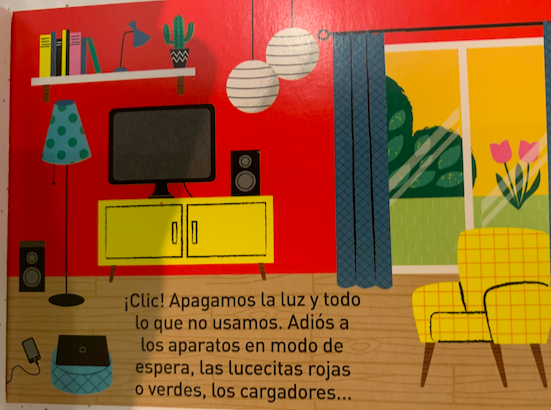 ¡Clic! Apagamos la luz y todo
lo que no usamos. Adiós a
los aparatos en modo de
espera, las lucecitas rojas
o verdes, los cargadores...